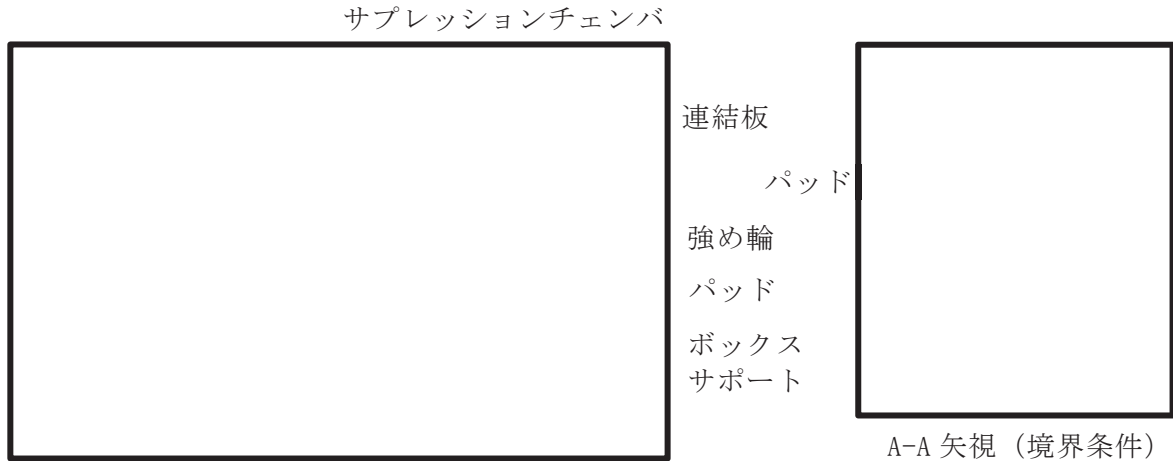 サプレッションチェンバ
連結板
パッド
強め輪
パッド
ボックス
サポート
A-A 矢視 (境界条件)